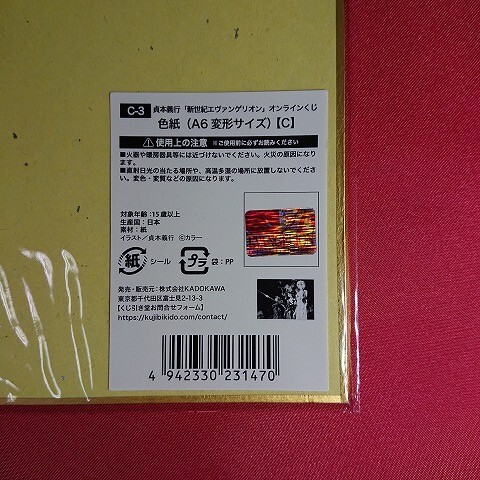 C-3 貞本義行「新世紀エヴァンゲリオン」オンラインくじ
色紙（A6変形サイズ）【C】
使用上の注意 ※ご使用前に必ずお読みください
■火器や暖房器具等には近づけないでください。火災の原因になり
ます。
■直射日光の当たる場所や、高温多湿の場所に放置しないでくださ
い。変色・変質などの原因になります。
対象年齢：15歳以上
生産国：日本
素材：紙
イラスト／貞本義行 ⓒカラー
紙 シール プラ 袋：PP
発売・販売元：株式会社KADOKAWA
東京都千代田区富士見2-13-3
【くじ引き堂お問合せフォーム】
https://kujibikido.com/contact/
4 942330 231470